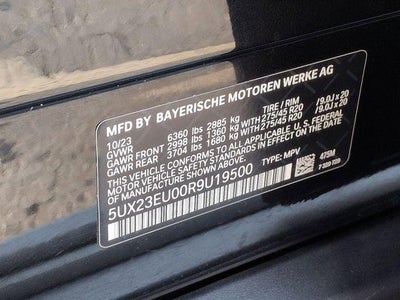 MFD BY BAYERISCHE MOTOREN WERKE AG
10/23 TIRE / RIM
GVWR 6360 lbs 2885 kg
GAWR FRONT 2998 lbs 1360 kg WITH 275/45 R20 / 9.0J x 20
GAWR REAR 3704 lbs 1680 kg WITH 275/45 R20 / 9.0J x 20
THIS VEHICLE CONFORMS TO ALL APPLICABLE U.S. FEDERAL
MOTOR VEHICLE SAFETY STANDARDS IN EFFECT ON THE DATE
OF MANUFACTURE SHOWN ABOVE.
5UX23EU00R9U19500 TYPE: MPV
475M